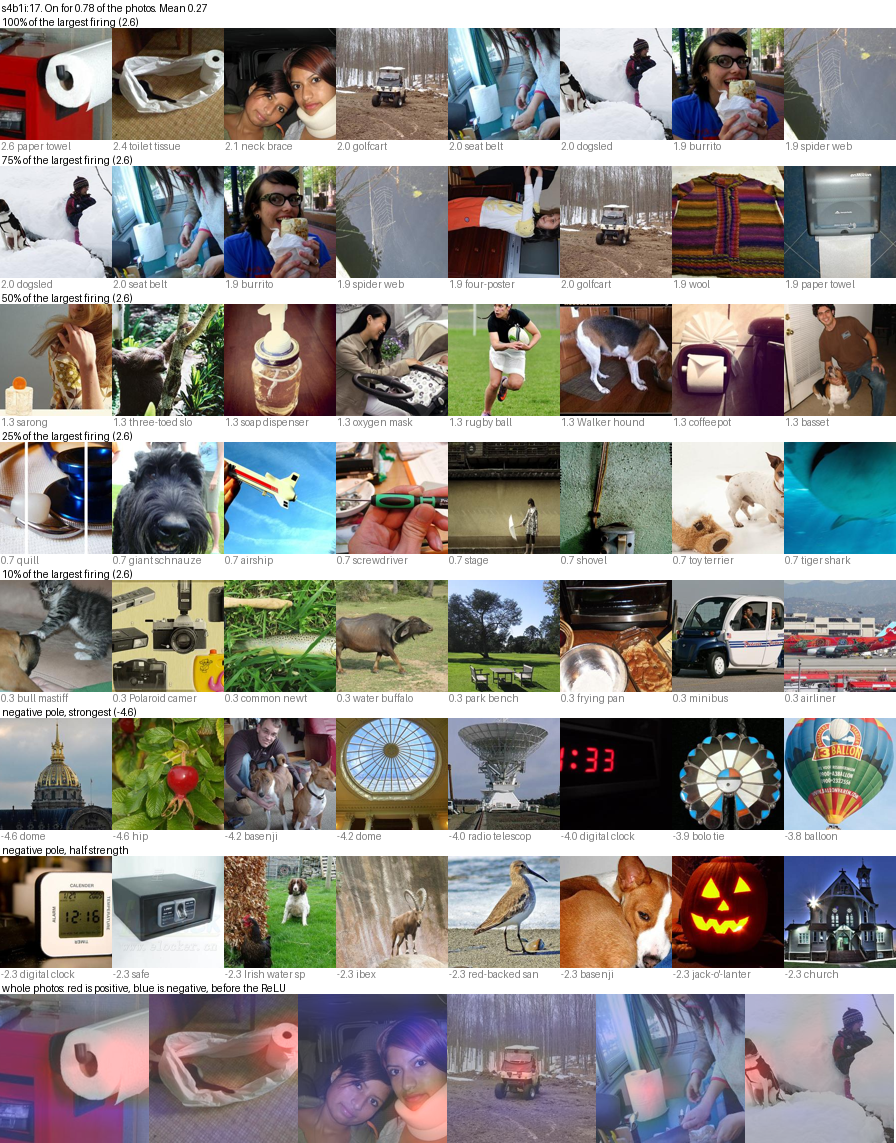 s4b1i:17. On for 0.78 of the photos. Mean 0.27
100% of the largest firing (2.6)
2.6 paper towel
2.4 toilet tissue
2.1 neck brace
2.0 golfcart
2.0 seat belt
2.0 dogsled
1.9 burrito
1.9 spider web
75% of the largest firing (2.6)
2.0 dogsled
2.0 seat belt
1.9 burrito
1.9 spider web
1.9 four-poster
2.0 golfcart
1.9 wool
1.9 paper towel
50% of the largest firing (2.6)
1.3 sarong
1.3 three-toed slo
1.3 soap dispenser
1.3 oxygen mask
1.3 rugby ball
1.3 Walker hound
1.3 coffeepot
1.3 basset
25% of the largest firing (2.6)
0.7 quill
0.7 giant schnauze
0.7 airship
0.7 screwdriver
0.7 stage
0.7 shovel
0.7 toy terrier
0.7 tiger shark
10% of the largest firing (2.6)
0.3 bull mastiff
0.3 Polaroid camer
0.3 common newt
0.3 water buffalo
0.3 park bench
0.3 frying pan
0.3 minibus
0.3 airliner
negative pole, strongest (-4.6)
:33
BALLON
-4.6 dome
-4.6 hip
-4.2 basenji
-4.2 dome
-4.0 radio telescop
-4.0 digital clock
-3.9 bolo tie
-3.8 balloon
negative pole, half strength
CALENDER
ALARM
12:16
TEMPERATURE
TIMER
-2.3 digital clock
-2.3 safe
-2.3 Irish water sp
-2.3 ibex
-2.3 red-backed san
-2.3 basenji
-2.3 jack-o'-lanter
-2.3 church
whole photos: red is positive, blue is negative, before the ReLU